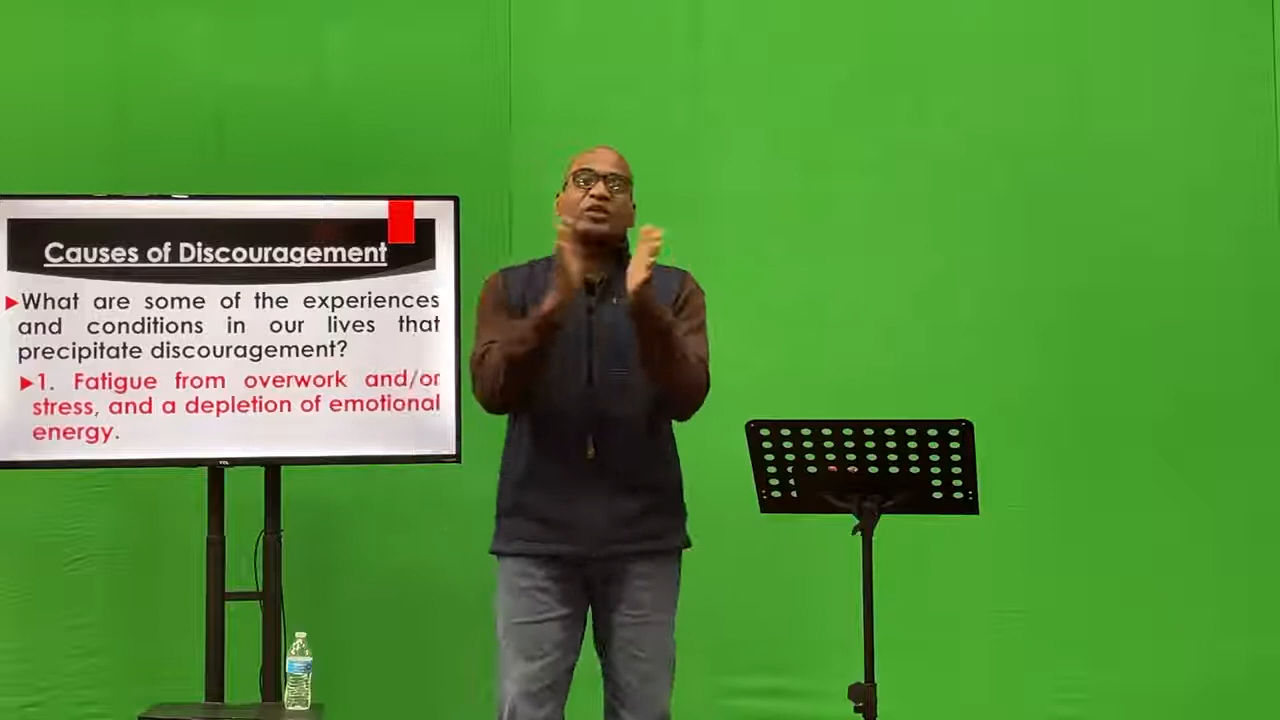 Causes of Discouragement
What are some of the experiences
and conditions in our lives that
precipitate discouragement?
1. Fatigue from overwork and/or
stress, and a depletion of emotional
energy.
TCL